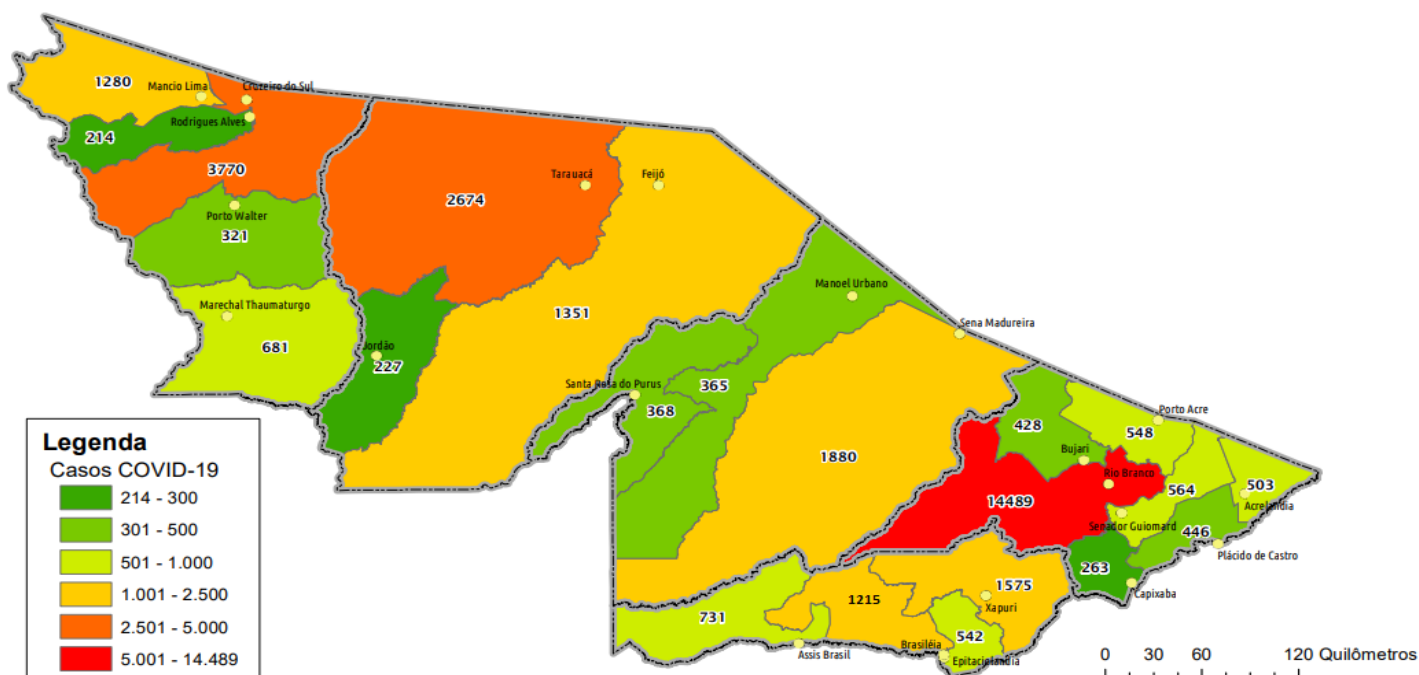 1280
Mancio Lima
Cruzeiro do Sul
Rodrigues Alves
214
3770
Tarauacá
Feijó
2674
Porto Walter
321
Manoel Urbano
Marechal Thaumaturgo
1351
Sena Madureira
681
Jordão
227
Santa Rosa do Purus
365
368
Porto Acre
428
548
Bujari
1880
Rio Branco
14489
564
503
Acrelândia
Senador Guiomard
446
Plácido de Castro
263
Capixaba
1575
1215
Xapuri
731
542
Brasiléia
Assis Brasil
Epitaciolandia
Legenda
Casos COVID-19
214 - 300
301 - 500
501 - 1.000
1.001 - 2.500
2.501 - 5.000
5.001 - 14.489
0 30 60 120 Quilômetros